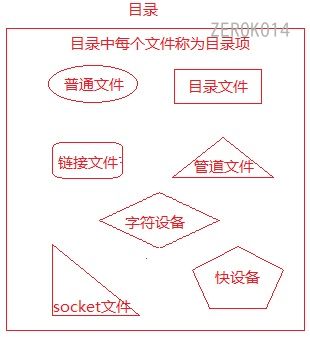 目录
ZEROK014
目录中每个文件称为目录项
普通文件
目录文件
链接文件
管道文件
字符设备
快设备
socket文件